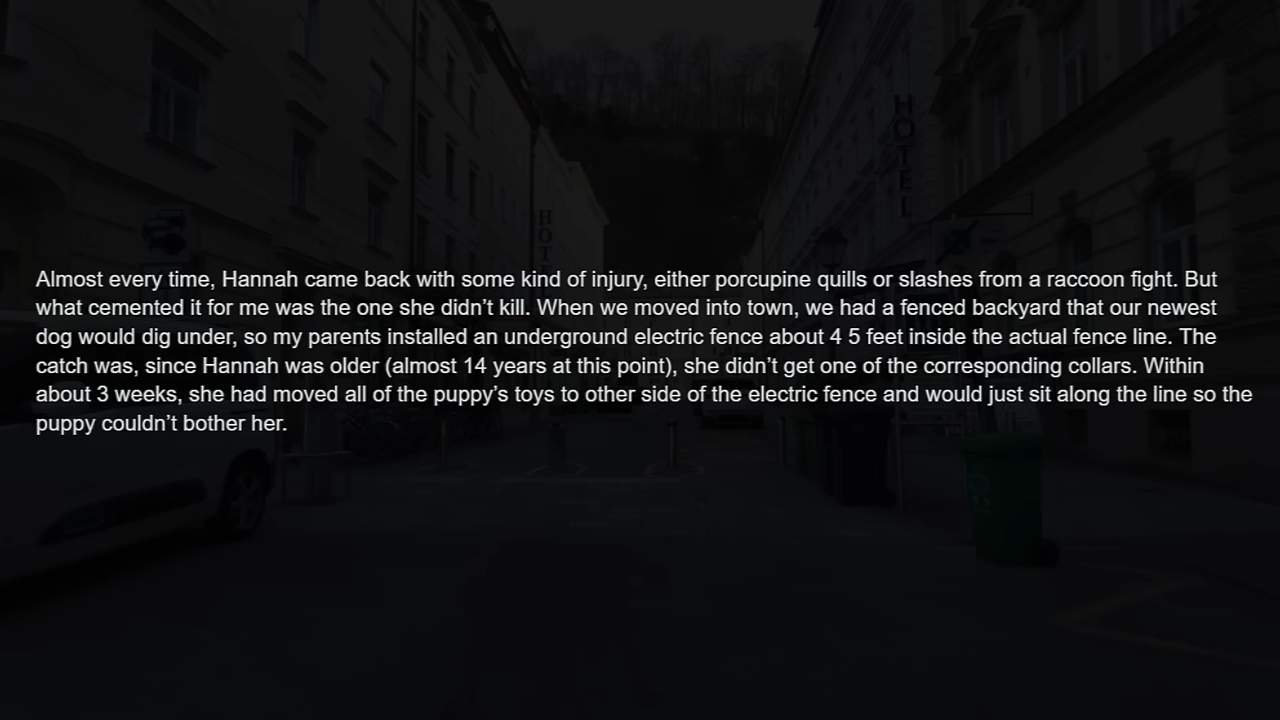 HOTEL
HOT
Almost every time, Hannah came back with some kind of injury, either porcupine quills or slashes from a raccoon fight. But
what cemented it for me was the one she didn’t kill. When we moved into town, we had a fenced backyard that our newest
dog would dig under, so my parents installed an underground electric fence about 4 5 feet inside the actual fence line. The
catch was, since Hannah was older (almost 14 years at this point), she didn’t get one of the corresponding collars. Within
about 3 weeks, she had moved all of the puppy’s toys to other side of the electric fence and would just sit along the line so the
puppy couldn’t bother her.